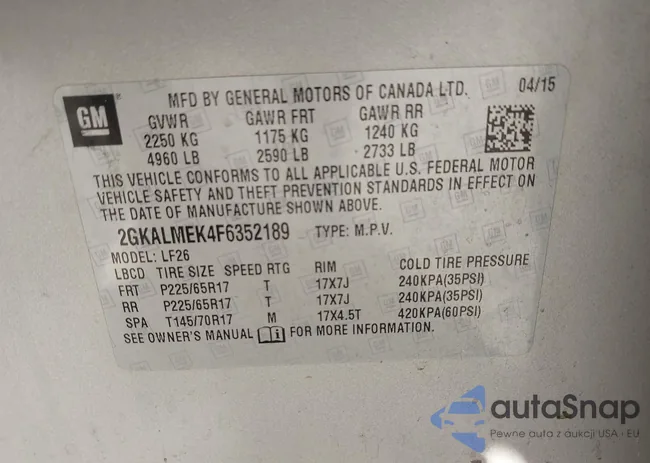 GM
MFD BY GENERAL MOTORS OF CANADA LTD. 04/15
GVWR GAWR FRT GAWR RR
2250 KG 1175 KG 1240 KG
4960 LB 2590 LB 2733 LB
THIS VEHICLE CONFORMS TO ALL APPLICABLE U.S. FEDERAL MOTOR
VEHICLE SAFETY AND THEFT PREVENTION STANDARDS IN EFFECT ON
THE DATE OF MANUFACTURE SHOWN ABOVE.
2GKALMEK4F6352189 TYPE: M.P.V.
MODEL: LF26
LBCD TIRE SIZE SPEED RTG RIM COLD TIRE PRESSURE
FRT P225/65R17 T 17X7J 240KPA(35PSI)
RR P225/65R17 T 17X7J 240KPA(35PSI)
SPA T145/70R17 M 17X4.5T 420KPA(60PSI)
SEE OWNER'S MANUAL FOR MORE INFORMATION.
autoSnap
Pewne auta z aukcji USA - EU